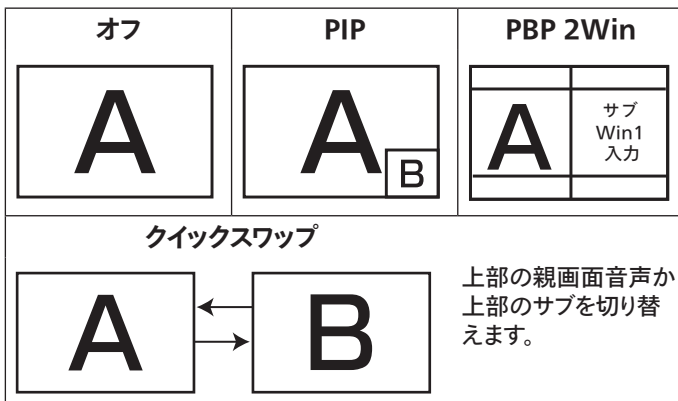 オフ
PIP
PBP 2Win
A
A
B
A
サブ
Win1
入力
クイックスワップ
A
B
上部の親画面音声か
上部のサブを切り替
えます。